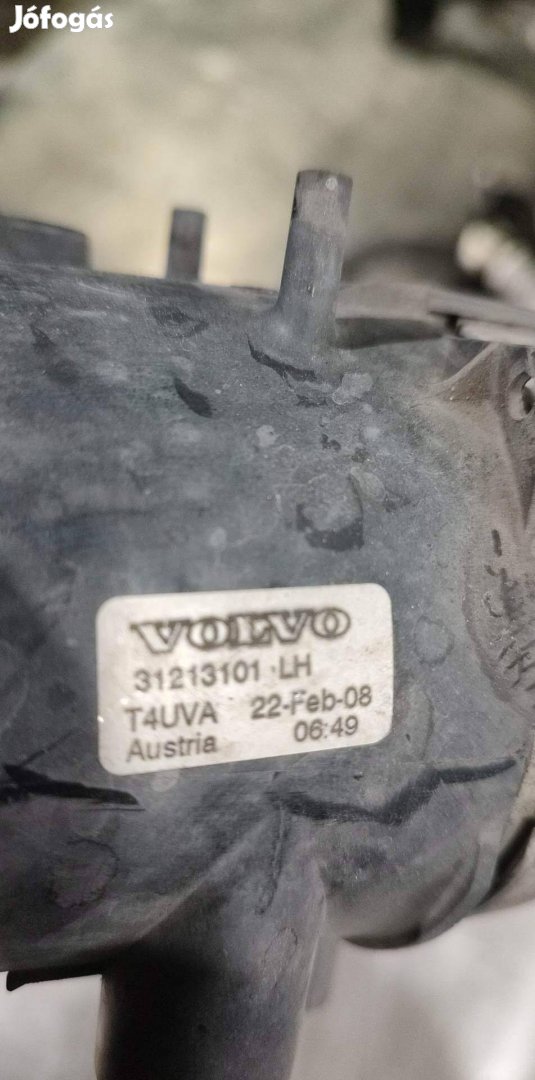 Jófogás
VOLVO
31213101 LH
T4UVA 22-Feb-08
Austria 06:49